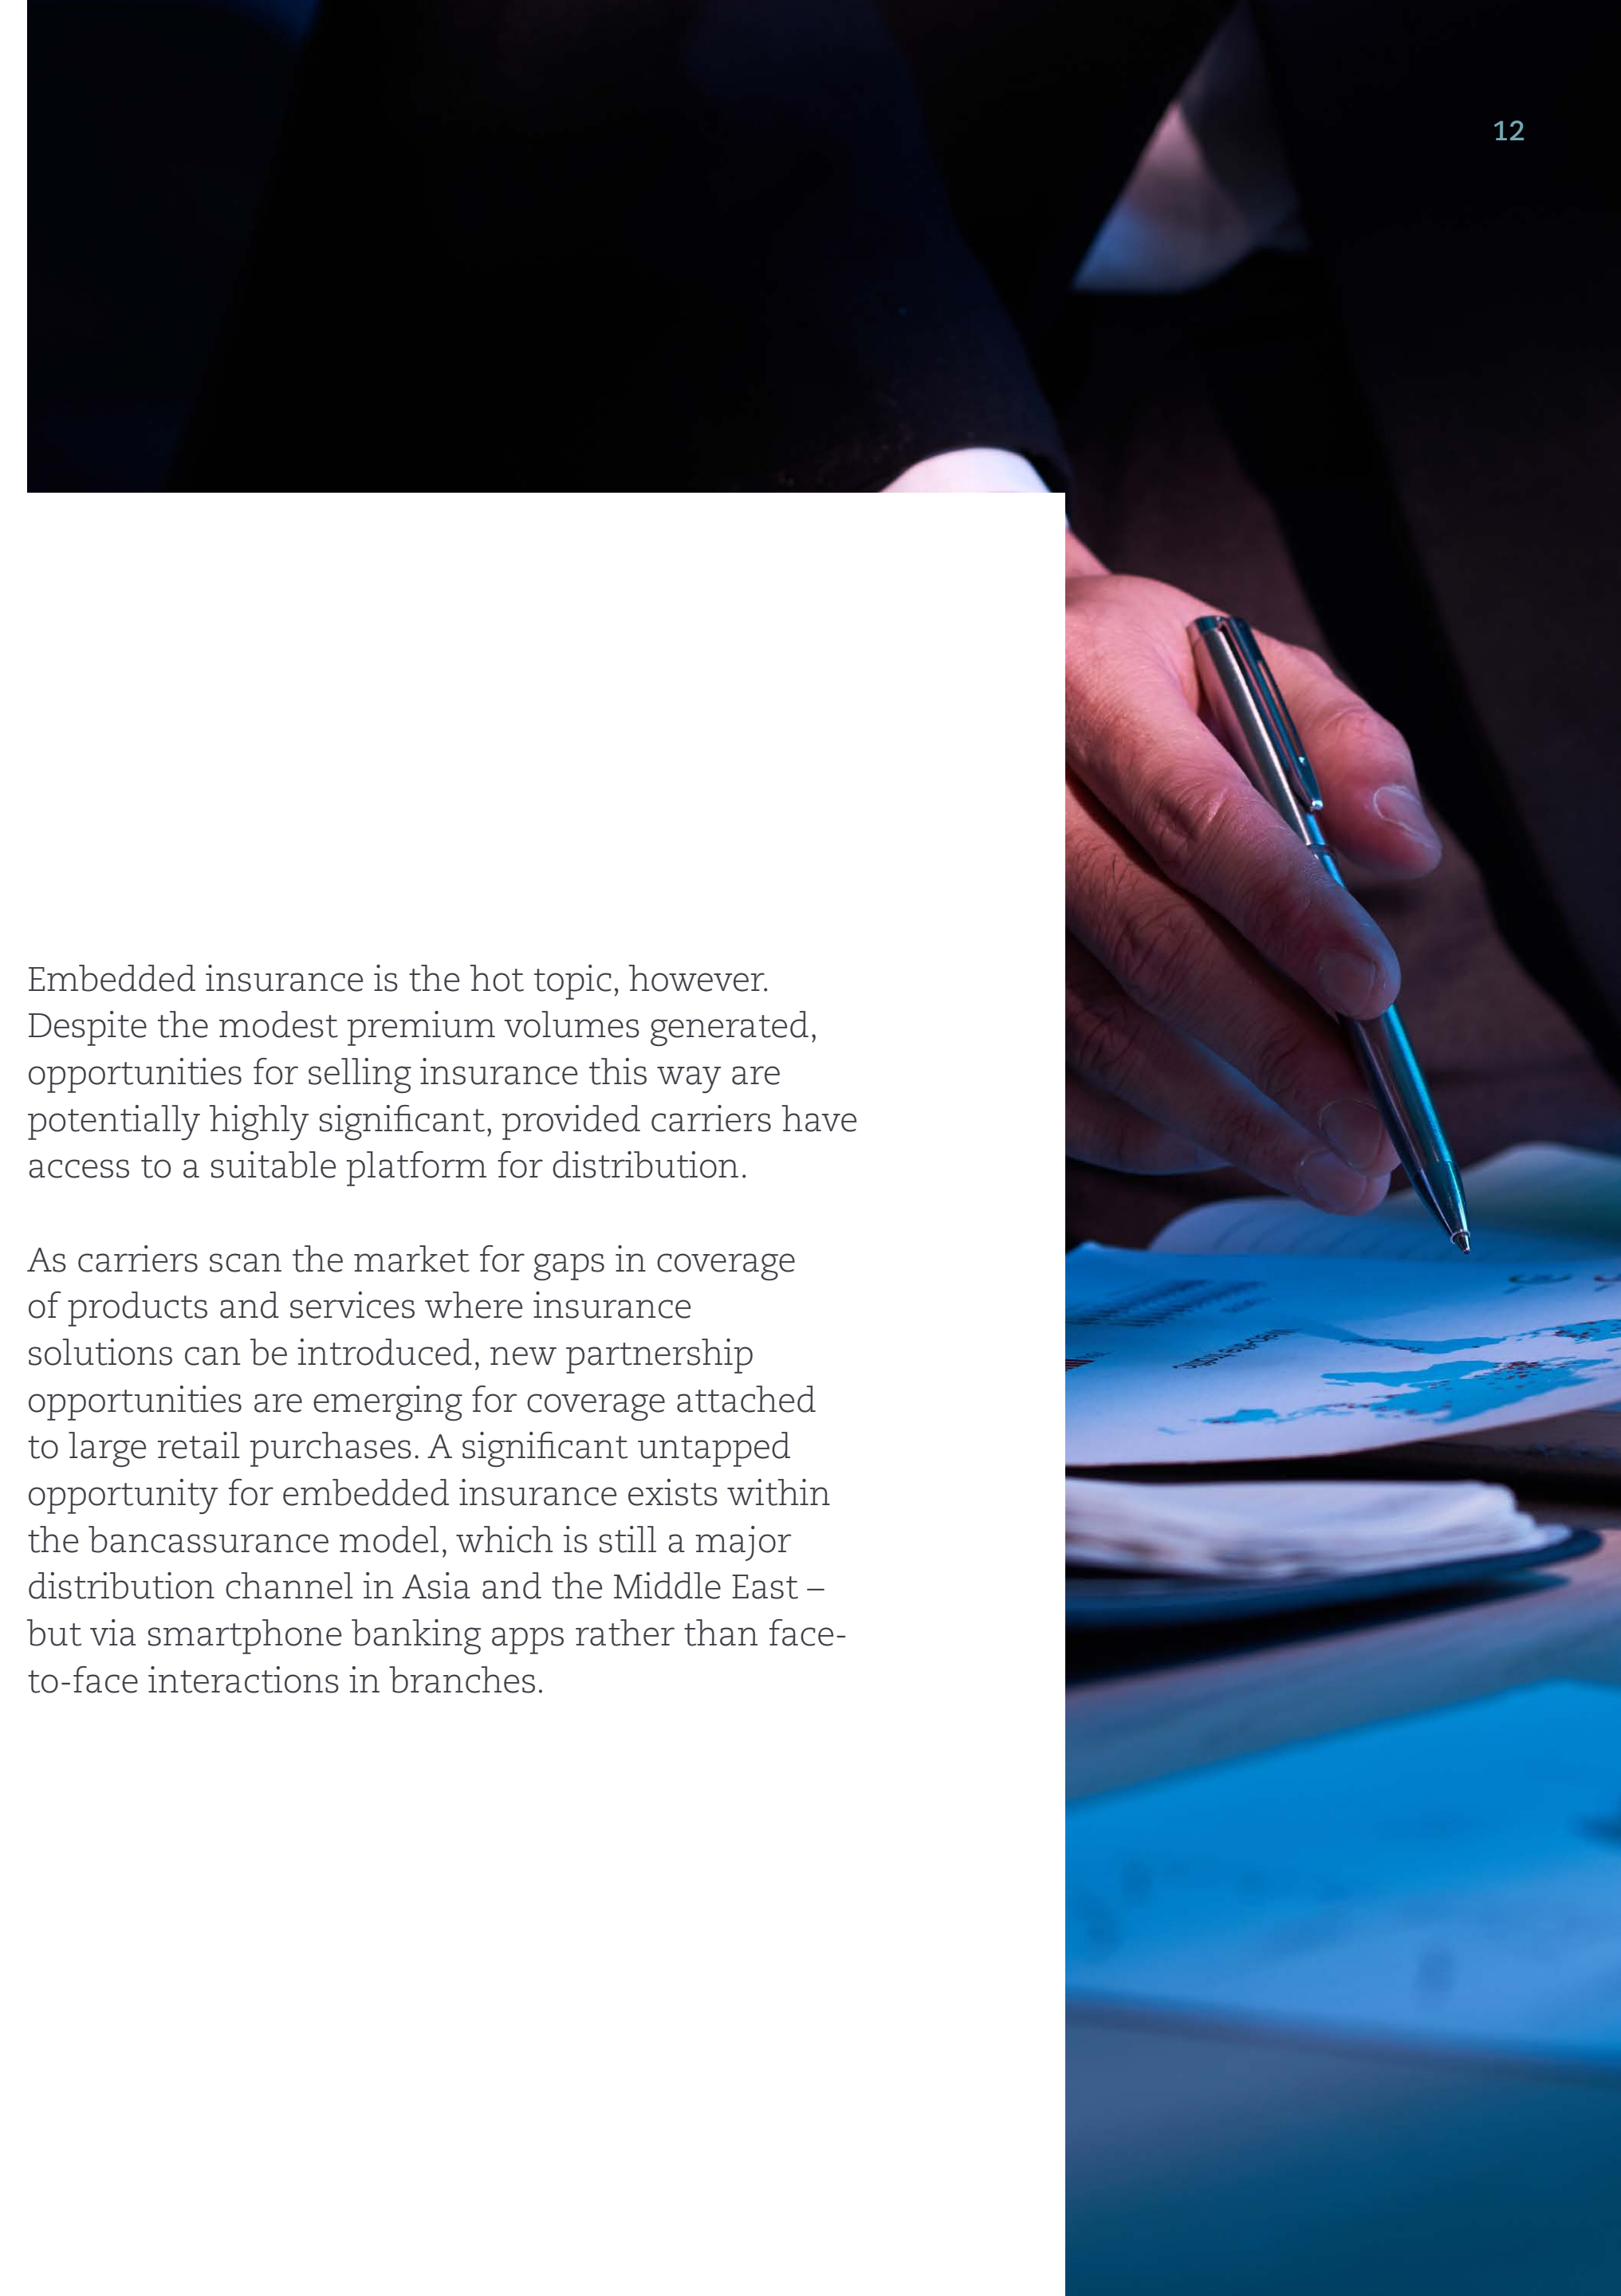 12
Embedded insurance is the hot topic, however.
Despite the modest premium volumes generated,
opportunities for selling insurance this way are
potentially highly significant, provided carriers have
access to a suitable platform for distribution.
As carriers scan the market for gaps in coverage
of products and services where insurance
solutions can be introduced, new partnership
opportunities are emerging for coverage attached
to large retail purchases. A significant untapped
opportunity for embedded insurance exists within
the bancassurance model, which is still a major
distribution channel in Asia and the Middle East –
but via smartphone banking apps rather than face-
to-face interactions in branches.